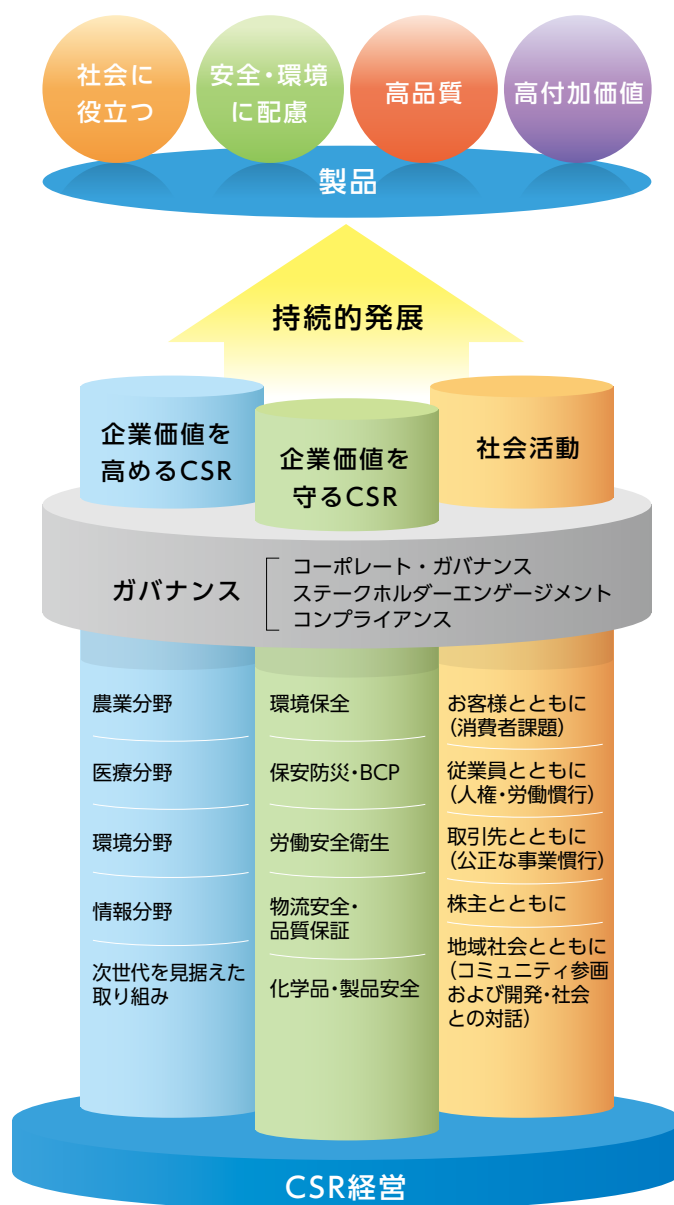 社会に
役立つ
安全・環境
に配慮
高品質
高付加価値
製品
持続的発展
企業価値を
高めるCSR
企業価値を
守るCSR
社会活動
ガバナンス
コーポレート・ガバナンス
ステークホルダーエンゲージメント
コンプライアンス
農業分野
医療分野
環境分野
情報分野
次世代を見据えた
取り組み
環境保全
保安防災・BCP
労働安全衛生
物流安全・
品質保証
化学品・製品安全
お客様とともに
（消費者課題）
従業員とともに
（人権・労働慣行）
取引先とともに
（公正な事業慣行）
株主とともに
地域社会とともに
（コミュニティ参画
および開発・社会
との対話）
CSR経営